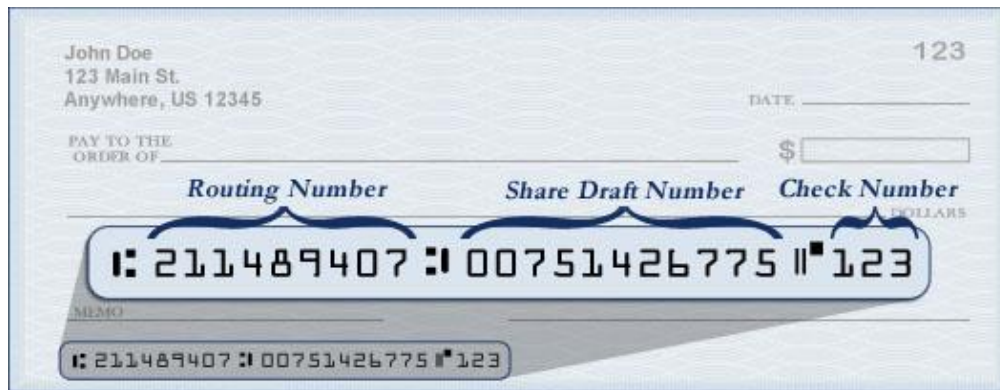 John Doe 123
123 Main St.
Anywhere, US 12345
DATE
PAY TO THE
ORDER OF $
Routing Number Share Draft Number Check Number
DOLLARS
⑆ 211489407 ⑆ 00751426775 ⑈ 123
MEMO
⑆ 211489407 ⑆ 00751426775 ⑈ 123